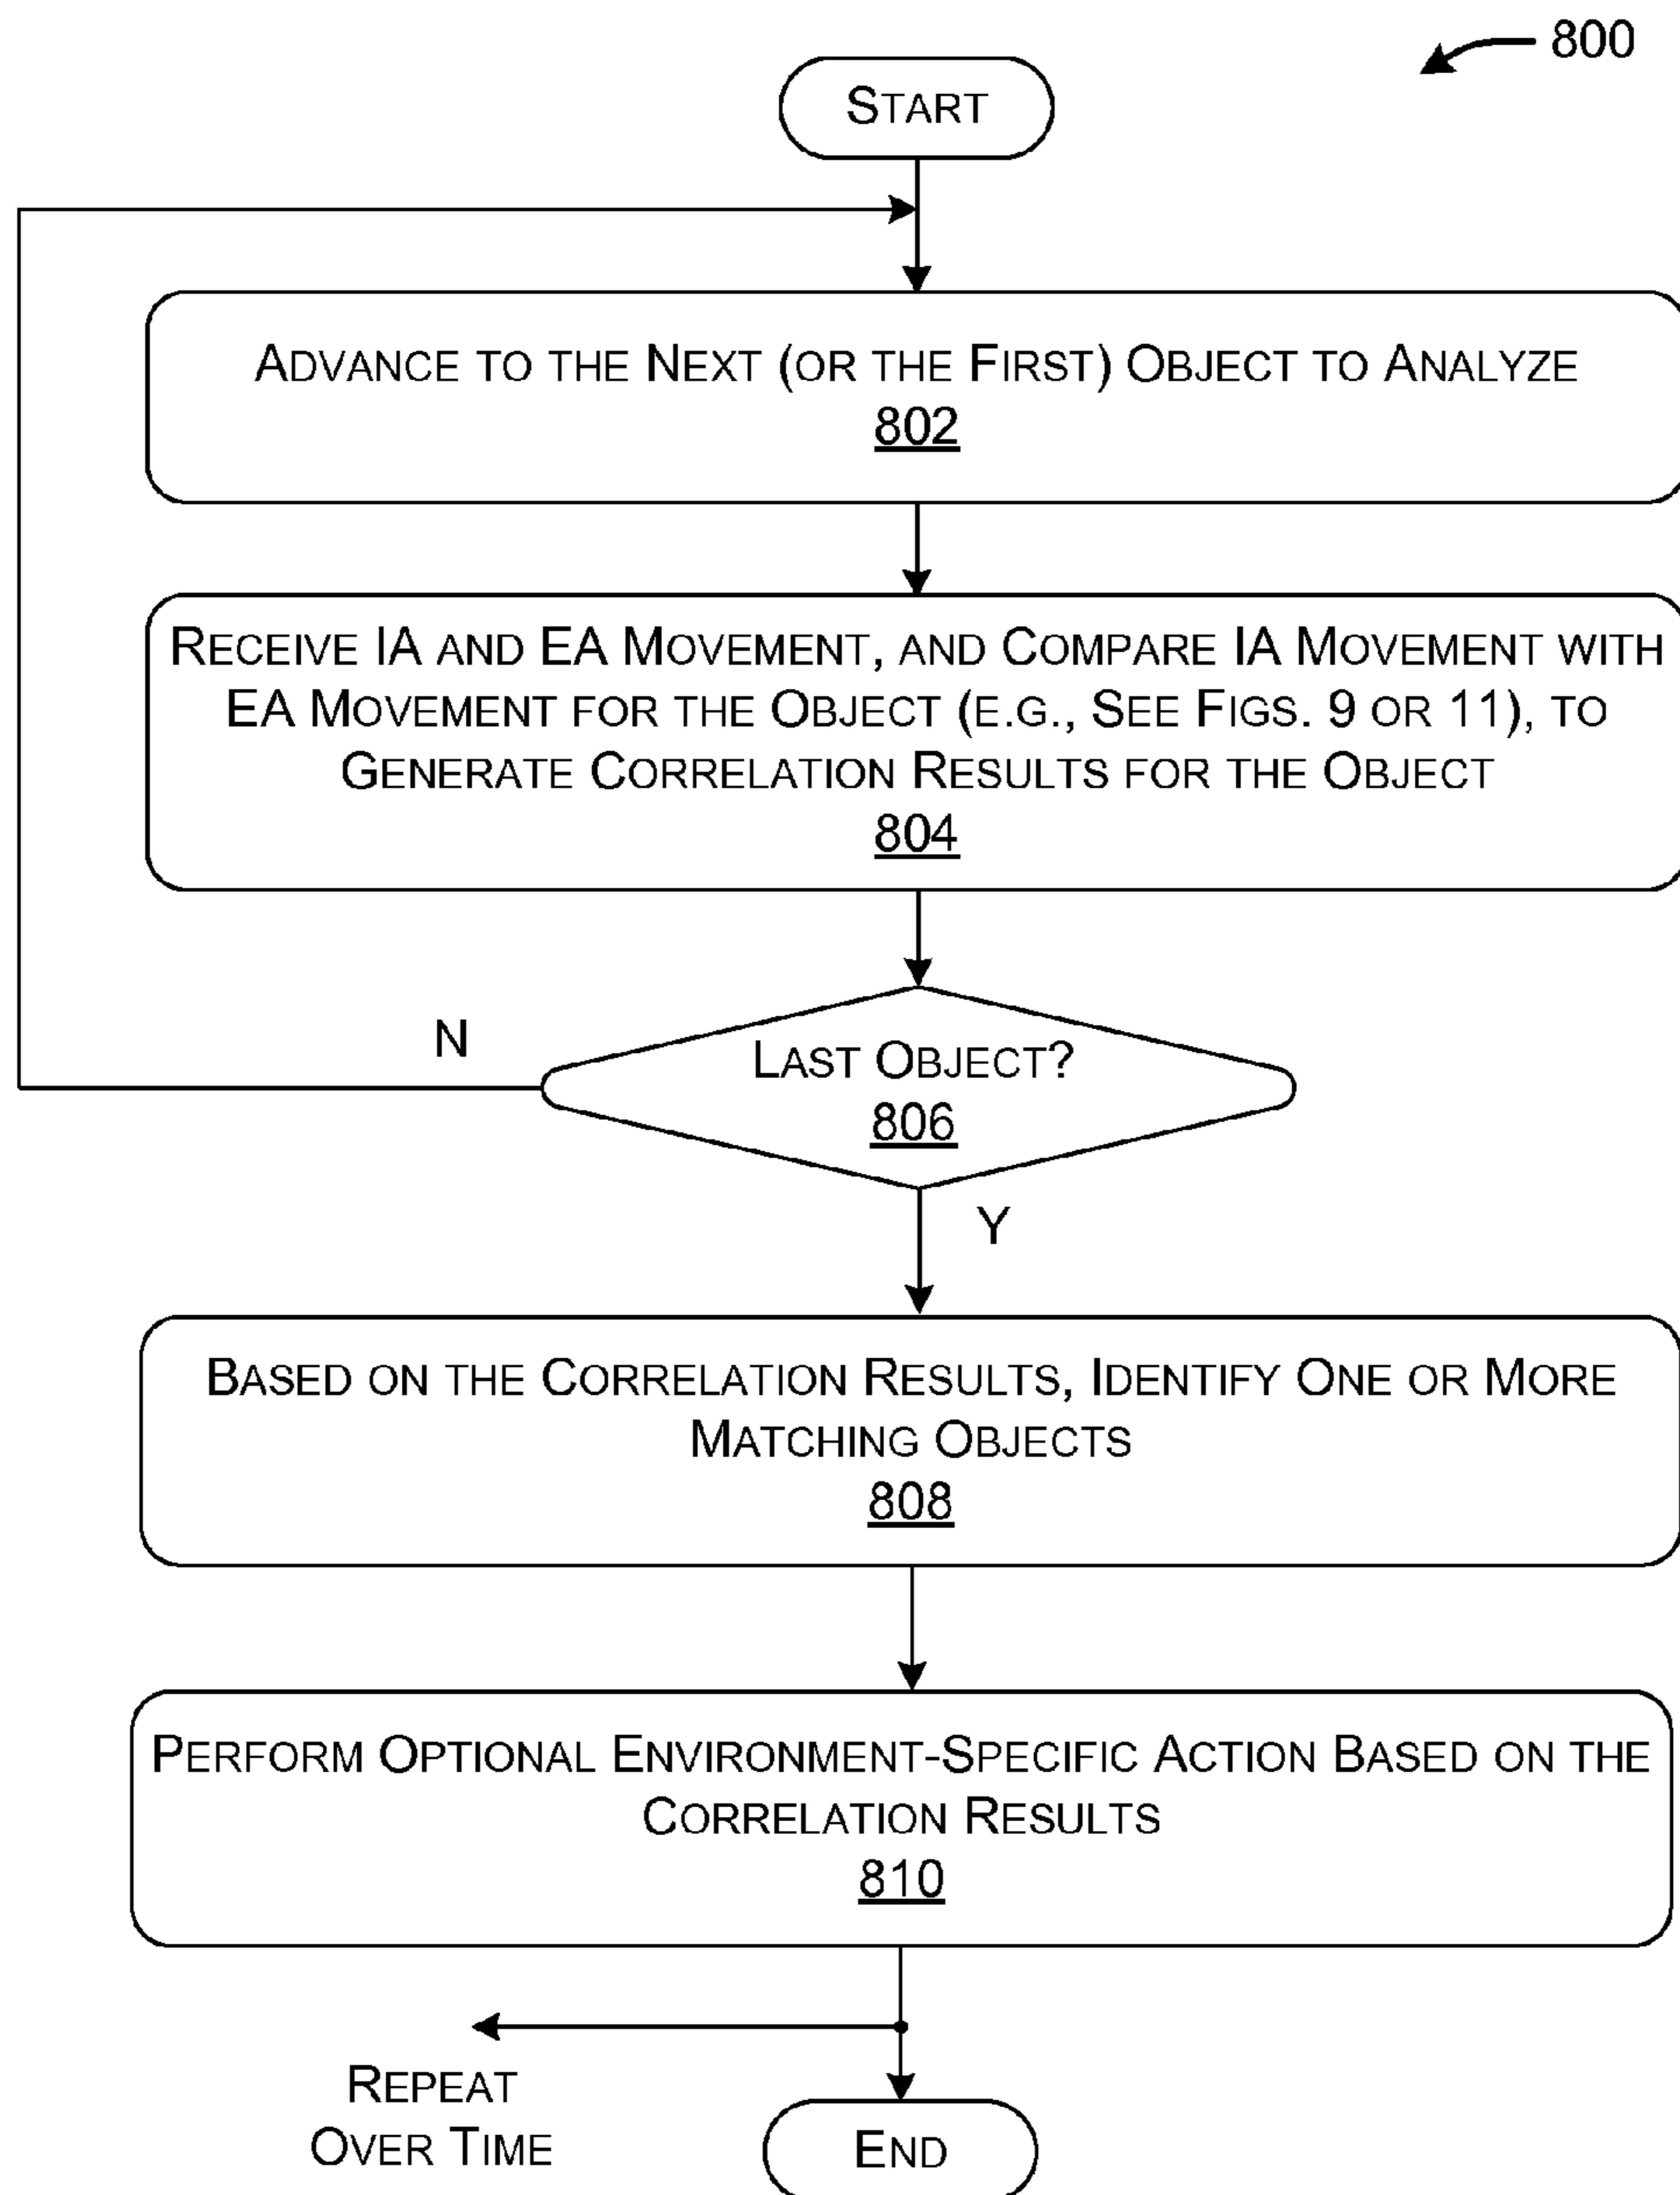 800
START
ADVANCE TO THE NEXT (OR THE FIRST) OBJECT TO ANALYZE
802
RECEIVE IA AND EA MOVEMENT, AND COMPARE IA MOVEMENT WITH
EA MOVEMENT FOR THE OBJECT (E.G., SEE FIGS. 9 OR 11), TO
GENERATE CORRELATION RESULTS FOR THE OBJECT
804
N
LAST OBJECT?
806
Y
BASED ON THE CORRELATION RESULTS, IDENTIFY ONE OR MORE
MATCHING OBJECTS
808
PERFORM OPTIONAL ENVIRONMENT-SPECIFIC ACTION BASED ON THE
CORRELATION RESULTS
810
REPEAT
OVER TIME
END